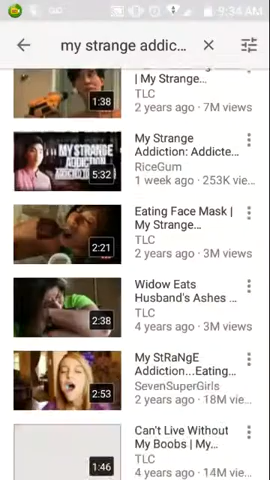 9:34 AM
my strange addic...
| My Strange...
TLC
2 years ago · 7M views
1:38
My Strange
Addiction: Addicte...
RiceGum
1 week ago · 253K vie...
MY STRANGE
ADDICTION
5:32
Eating Face Mask |
My Strange...
TLC
2 years ago · 3M views
2:21
Widow Eats
Husband's Ashes ...
TLC
4 years ago · 3M views
2:38
My StRaNgE
Addiction...Eating...
SevenSuperGirls
2 years ago · 18M vie...
2:53
Can't Live Without
My Boobs | My...
TLC
4 years ago · 14M vie...
1:46